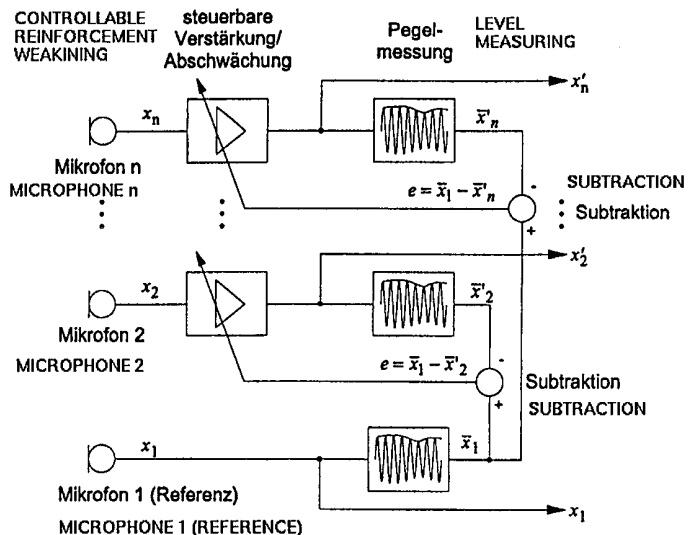 CONTROLLABLE
REINFORCEMENT
WEAKINING
steuerbare
Verstärkung/
Abschwächung
Pegel-
messung
LEVEL
MEASURING
xn
x̄'n
x'n
Mikrofon n
MICROPHONE n
e = x̄1 − x̄'n
-
+
SUBTRACTION
Subtraktion
x2
x̄'2
x'2
Mikrofon 2
MICROPHONE 2
e = x̄1 − x̄'2
-
+
Subtraktion
SUBTRACTION
x1
x̄1
Mikrofon 1 (Referenz)
MICROPHONE 1 (REFERENCE)
x1